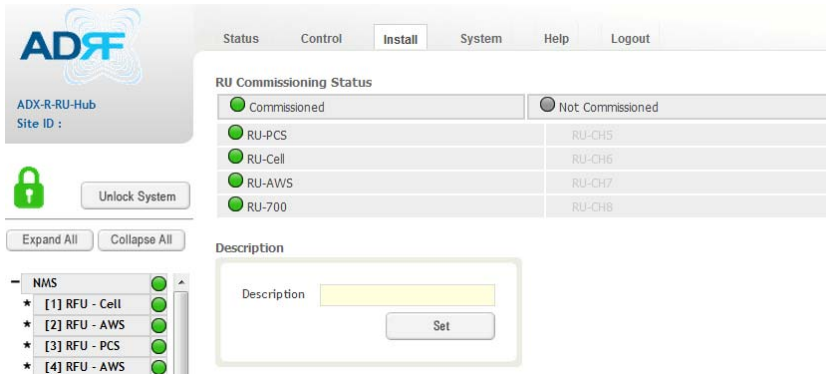 ADRF
Status Control Install System Help Logout
RU Commissioning Status
Commissioned Not Commissioned
ADX-R-RU-Hub
Site ID :
RU-PCS RU-CH5
RU-Cell RU-CH6
RU-AWS RU-CH7
RU-700 RU-CH8
Unlock System
Expand All Collapse All
Description
Description
Set
− NMS
★ [1] RFU - Cell
★ [2] RFU - AWS
★ [3] RFU - PCS
★ [4] RFU - AWS